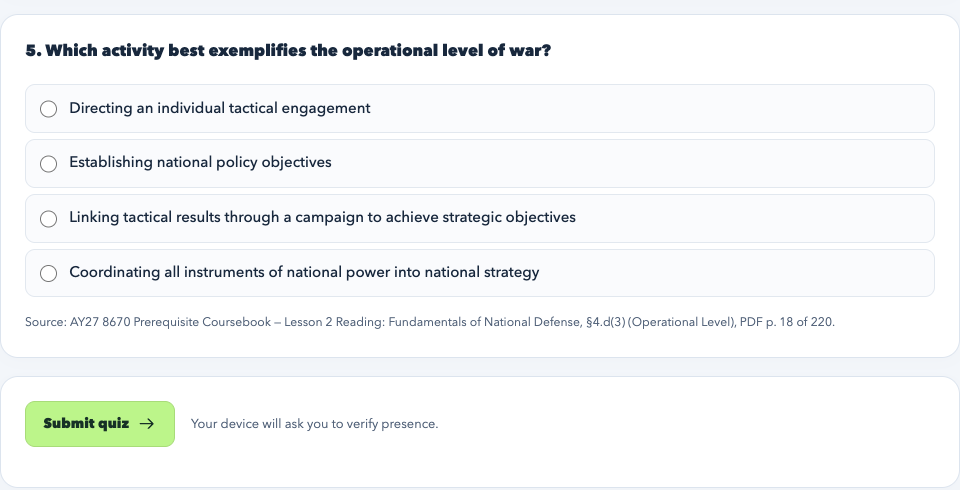 5. Which activity best exemplifies the operational level of war?
Directing an individual tactical engagement
Establishing national policy objectives
Linking tactical results through a campaign to achieve strategic objectives
Coordinating all instruments of national power into national strategy
Source: AY27 8670 Prerequisite Coursebook — Lesson 2 Reading: Fundamentals of National Defense, §4.d(3) (Operational Level), PDF p. 18 of 220.
Submit quiz → Your device will ask you to verify presence.